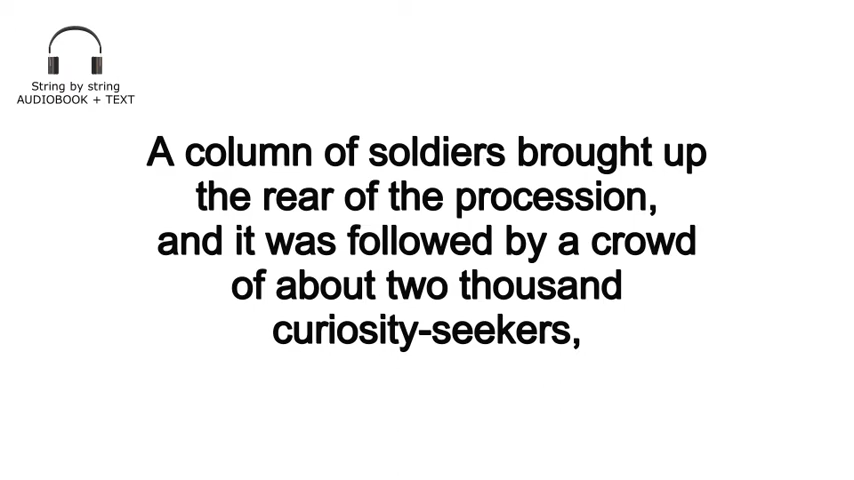 String by string
AUDIOBOOK + TEXT
A column of soldiers brought up
the rear of the procession,
and it was followed by a crowd
of about two thousand
curiosity-seekers,